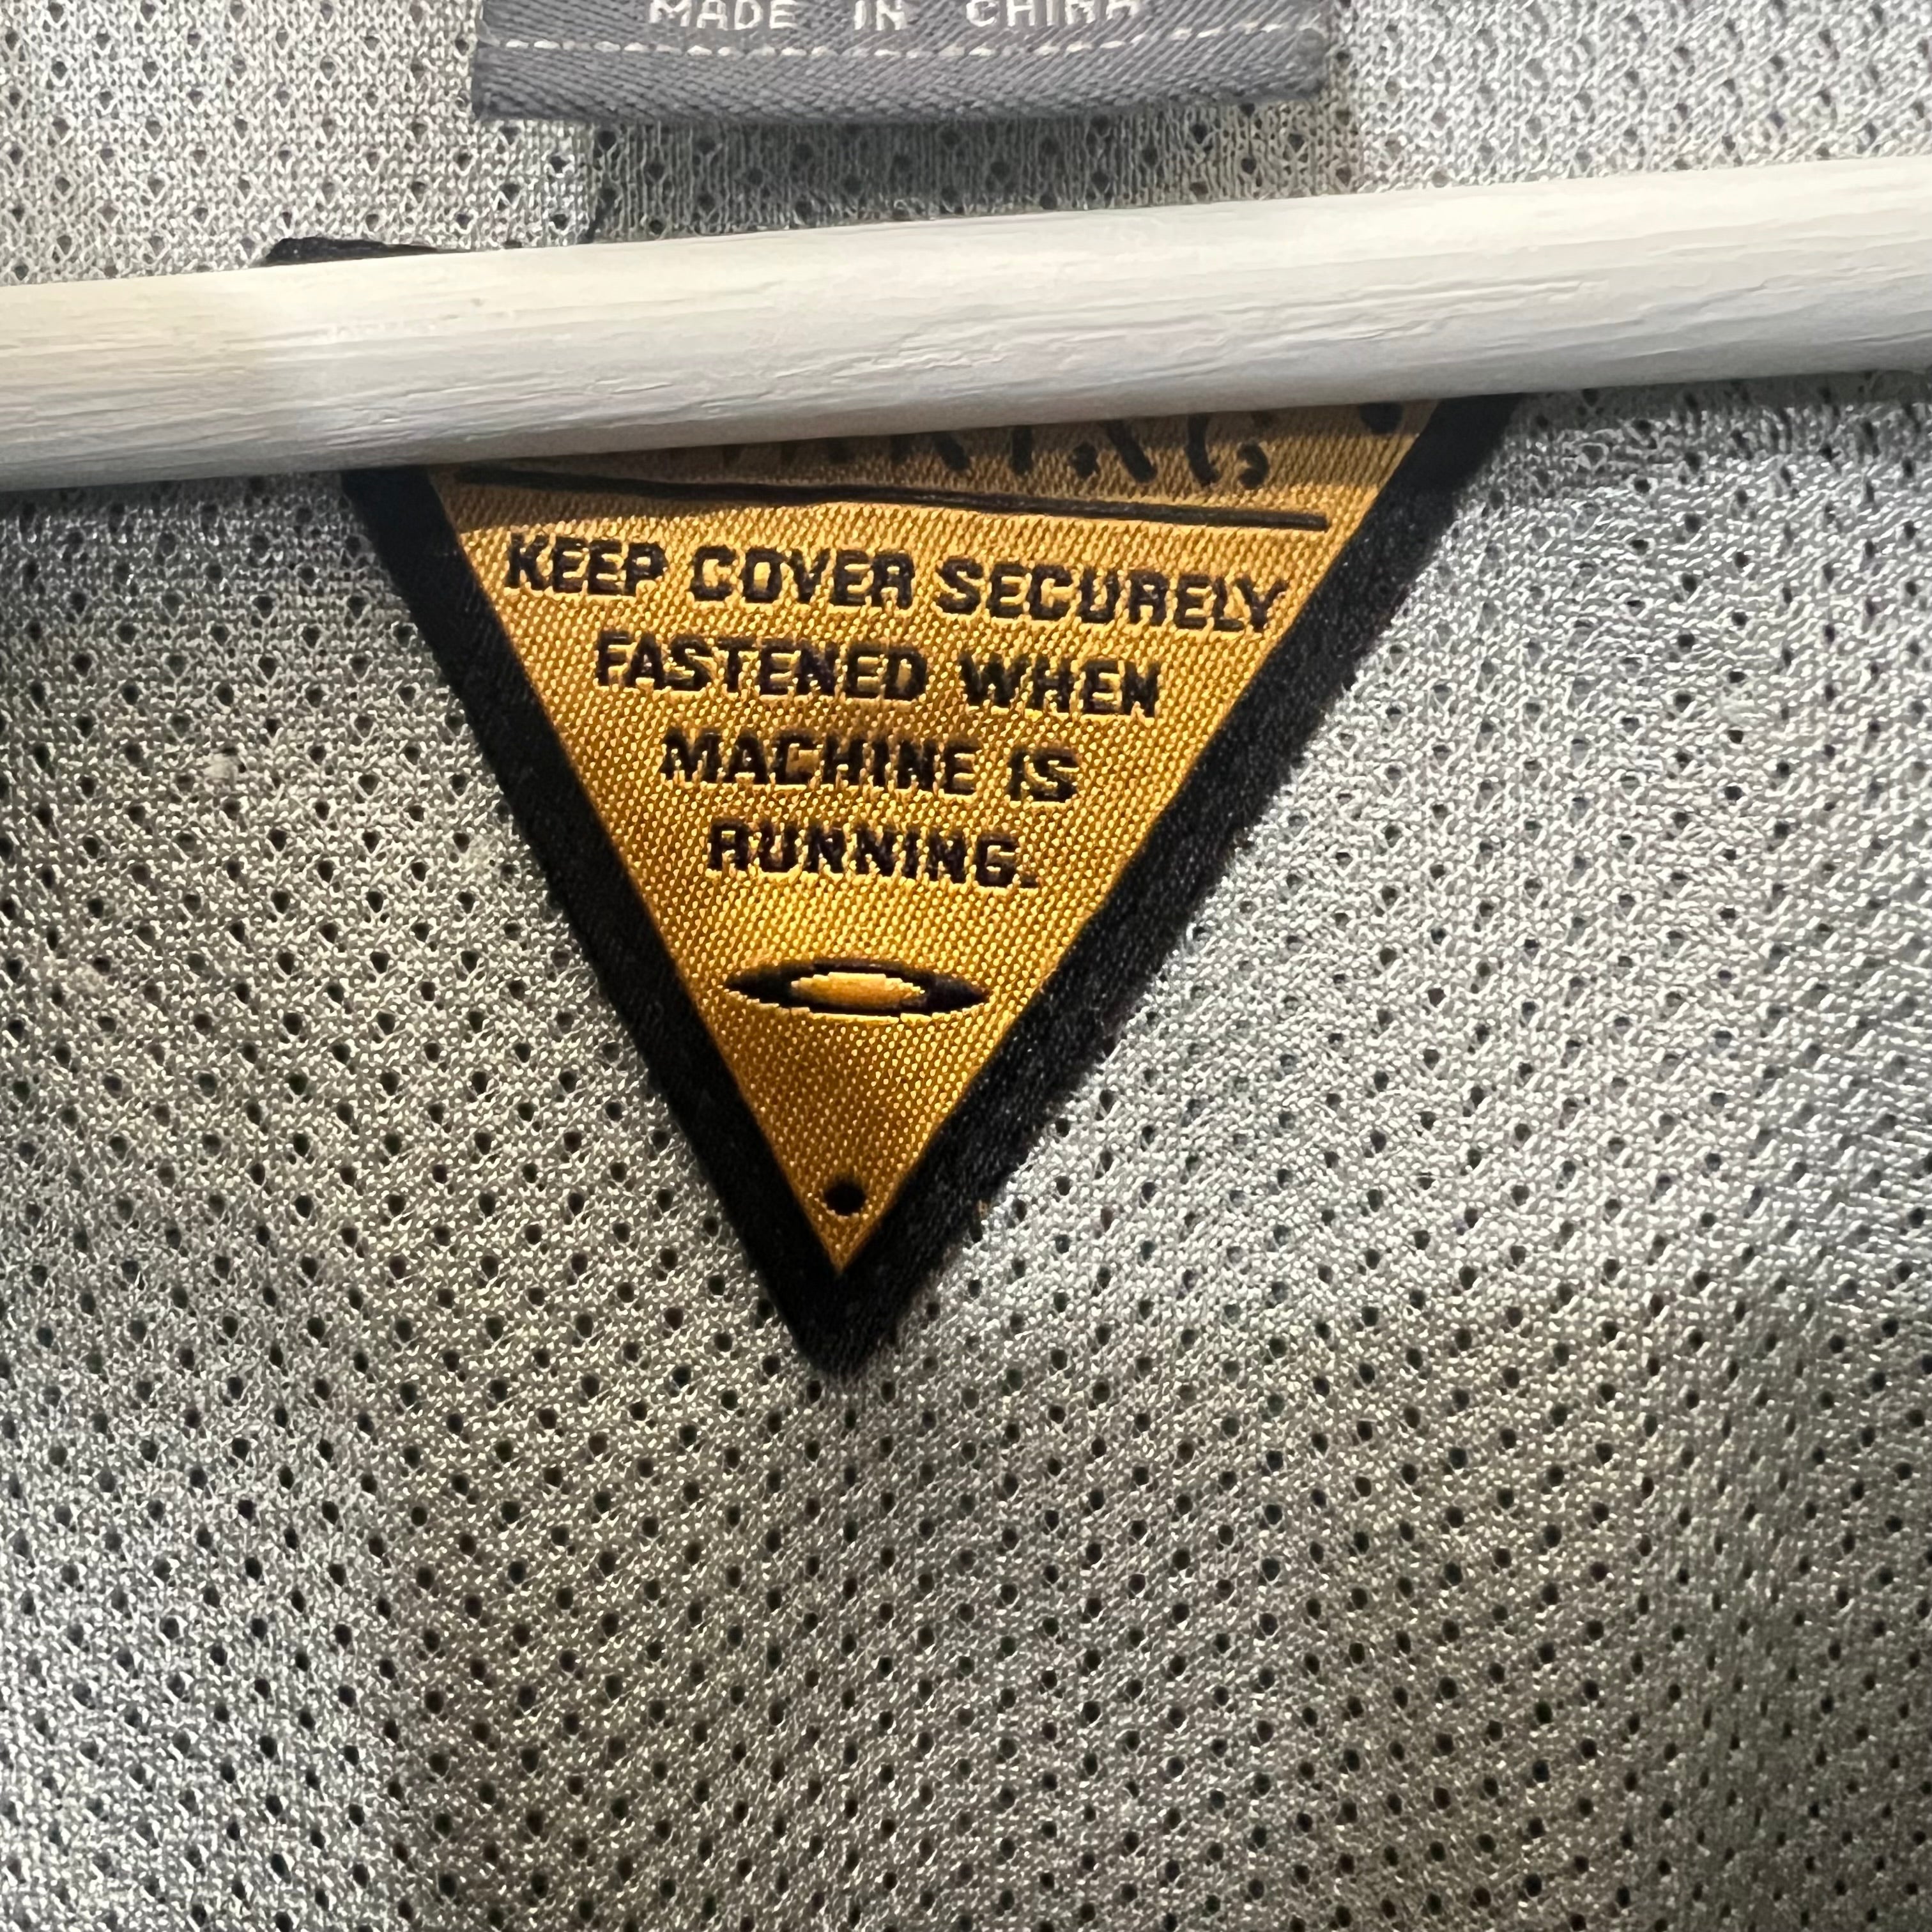 MADE IN CHINA
KEEP COVER SECURELY
FASTENED WHEN
MACHINE IS
RUNNING.